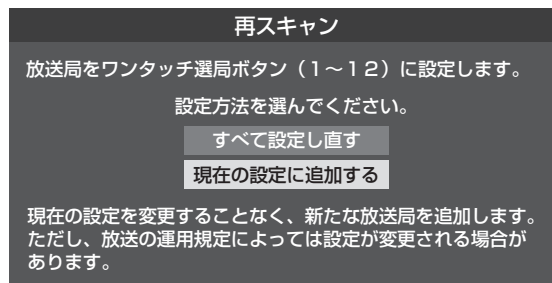 再スキャン
放送局をワンタッチ選局ボタン（１～１２）に設定します。
設定方法を選んでください。
すべて設定し直す
現在の設定に追加する
現在の設定を変更することなく、新たな放送局を追加します。
ただし、放送の運用規定によっては設定が変更される場合が
あります。